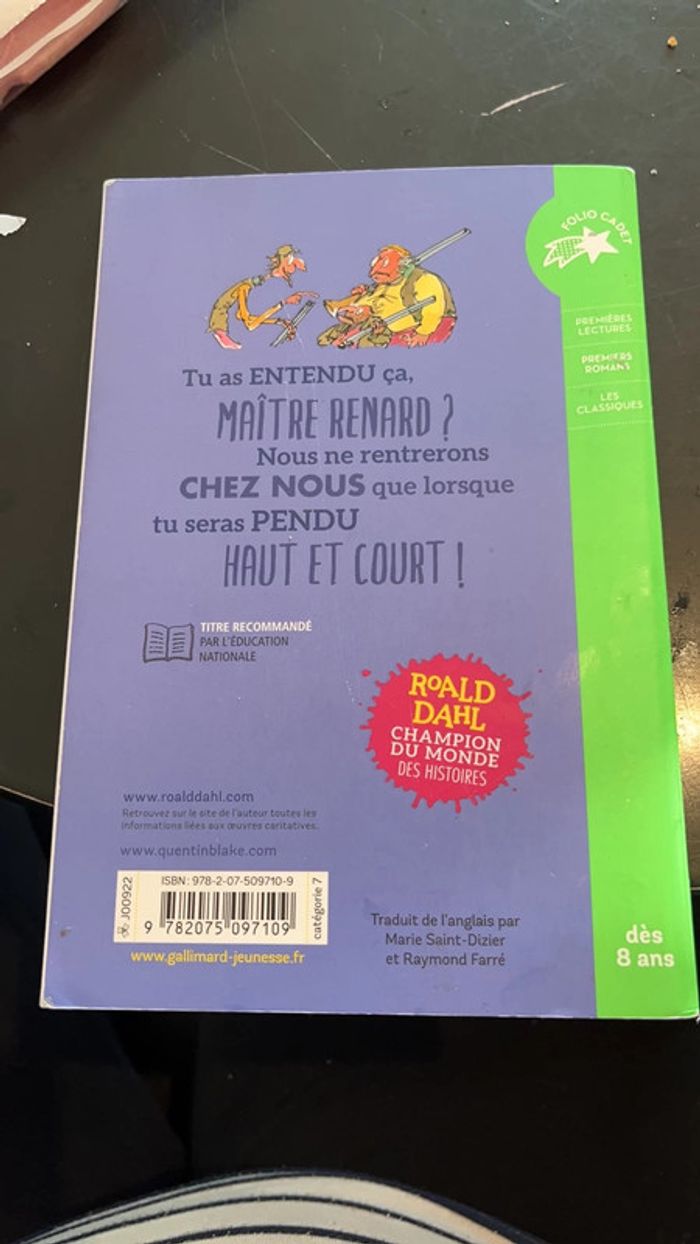 FOLIO CADET
PREMIÈRES
LECTURES
PREMIERS
ROMANS
LES
CLASSIQUES
Tu as ENTENDU ça,
MAÎTRE RENARD ?
Nous ne rentrerons
CHEZ NOUS que lorsque
tu seras PENDU
HAUT ET COURT !
TITRE RECOMMANDÉ
PAR L'ÉDUCATION
NATIONALE
ROALD
DAHL
CHAMPION
DU MONDE
DES HISTOIRES
www.roalddahl.com
Retrouvez sur le site de l'auteur toutes les
informations liées aux œuvres caritatives.
www.quentinblake.com
J00922
ISBN : 978-2-07-509710-9
9 782075 097109
catégorie 7
www.gallimard-jeunesse.fr
Traduit de l'anglais par
Marie Saint-Dizier
et Raymond Farré
dès
8 ans